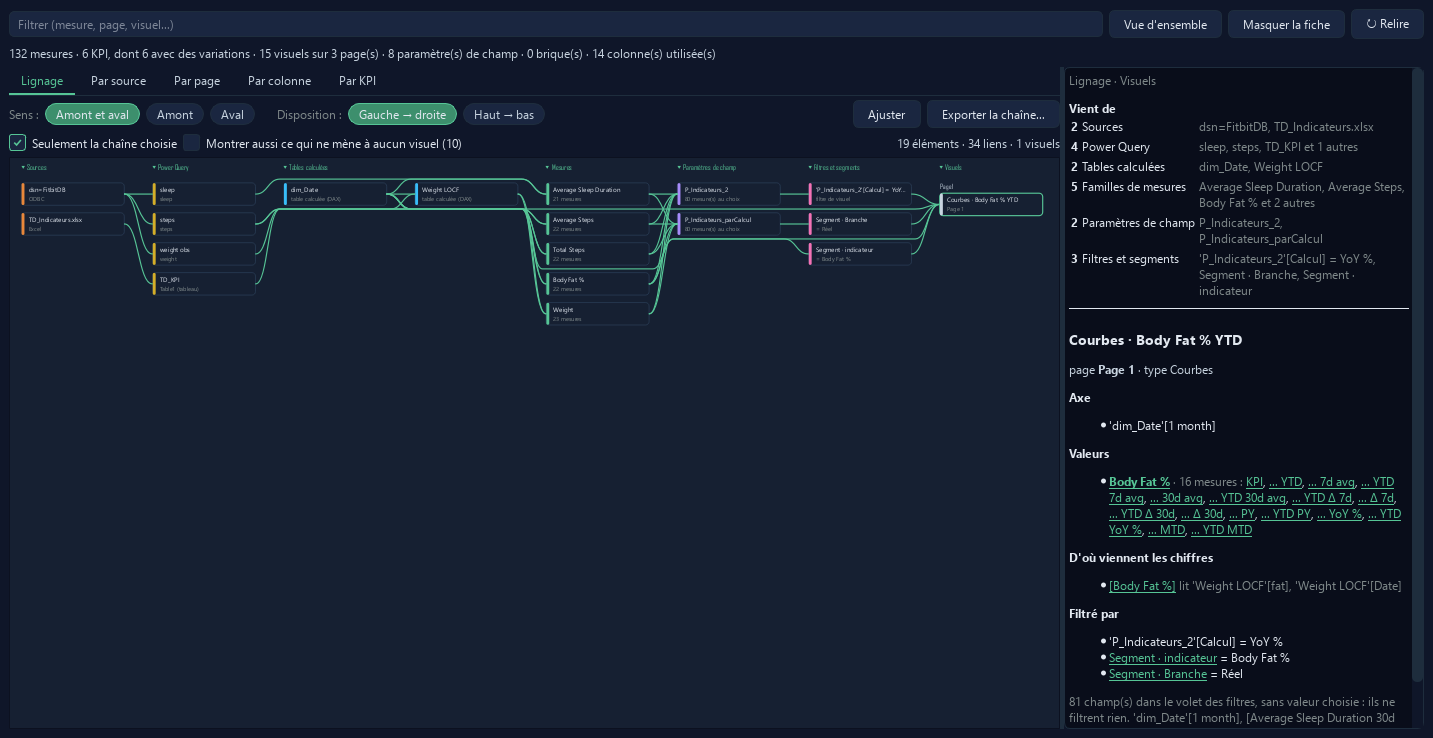 Filtrer (mesure, page, visuel...)
Vue d'ensemble
Masquer la fiche
Relire
132 mesures · 6 KPI, dont 6 avec des variations · 15 visuels sur 3 page(s) · 8 paramètre(s) de champ · 0 brique(s) · 14 colonne(s) utilisée(s)
Lignage
Par source
Par page
Par colonne
Par KPI
Sens :
Amont et aval
Amont
Aval
Disposition :
Gauche → droite
Haut → bas
Ajuster
Exporter la chaîne...
Seulement la chaîne choisie
Montrer aussi ce qui ne mène à aucun visuel (10)
19 éléments · 34 liens · 1 visuels
Sources
Power Query
Tables calculées
Mesures
Paramètres de champ
Filtres et segments
Visuels
dsn=FitbitDB
ODBC
TD_Indicateurs.xlsx
Excel
sleep
sleep
steps
steps
weight obs
weight
TD_KPI
Table1 (tableau)
dim_Date
table calculée (DAX)
Weight LOCF
table calculée (DAX)
Average Sleep Duration
21 mesures
Average Steps
22 mesures
Total Steps
22 mesures
Body Fat %
22 mesures
Weight
23 mesures
P_Indicateurs_2
80 mesure(s) au choix
P_Indicateurs_parCalcul
80 mesure(s) au choix
'P_Indicateurs_2'[Calcul] = YoY...
filtre de visuel
Segment · Branche
= Réel
Segment · indicateur
= Body Fat %
Page1
Courbes · Body Fat % YTD
Page 1
Lignage · Visuels
Vient de
2 Sources dsn=FitbitDB, TD_Indicateurs.xlsx
4 Power Query sleep, steps, TD_KPI et 1 autres
2 Tables calculées dim_Date, Weight LOCF
5 Familles de mesures Average Sleep Duration, Average Steps,
Body Fat % et 2 autres
2 Paramètres de champ P_Indicateurs_2,
P_Indicateurs_parCalcul
3 Filtres et segments 'P_Indicateurs_2'[Calcul] = YoY %,
Segment · Branche, Segment ·
indicateur
Courbes · Body Fat % YTD
page Page 1 · type Courbes
Axe
• 'dim_Date'[1 month]
Valeurs
• Body Fat % · 16 mesures : KPI, ... YTD, ... 7d avg, ... YTD
7d avg, ... 30d avg, ... YTD 30d avg, ... YTD Δ 7d, ... Δ 7d,
... YTD Δ 30d, ... Δ 30d, ... PY, ... YTD PY, ... YoY %, ... YTD
YoY %, ... MTD, ... YTD MTD
D'où viennent les chiffres
• [Body Fat %] lit 'Weight LOCF'[fat], 'Weight LOCF'[Date]
Filtré par
• 'P_Indicateurs_2'[Calcul] = YoY %
• Segment · indicateur = Body Fat %
• Segment · Branche = Réel
81 champ(s) dans le volet des filtres, sans valeur choisie : ils ne
filtrent rien. 'dim_Date'[1 month], [Average Sleep Duration 30d